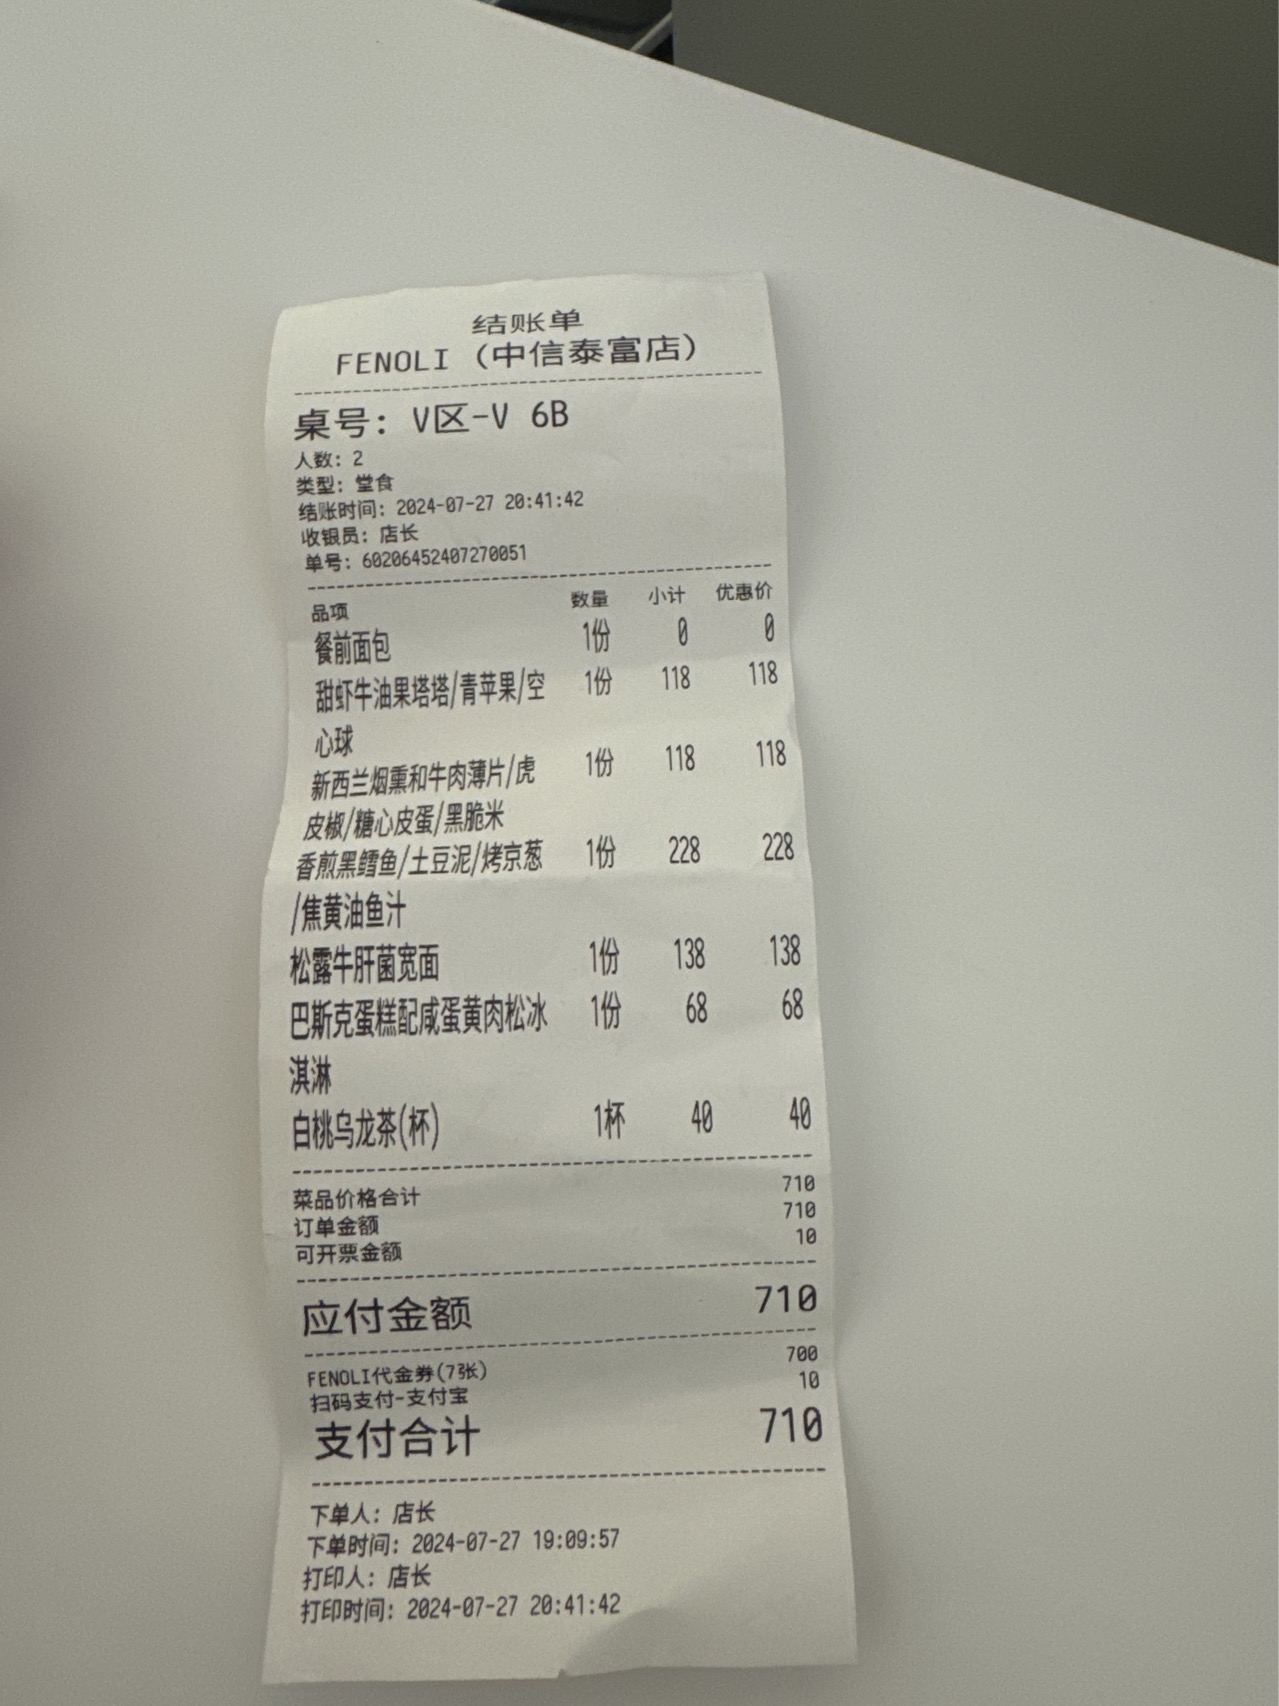 结账单
FENOLI（中信泰富店）
桌号: V区-V 6B
人数: 2
类型: 堂食
结账时间: 2024-07-27 20:41:42
收银员: 店长
单号: 60206452407270051
品项 数量 小计 优惠价
餐前面包 1份 0 0
甜虾牛油果塔塔/青苹果/空 1份 118 118
心球
新西兰烟熏和牛肉薄片/虎 1份 118 118
皮椒/糖心皮蛋/黑脆米
香煎黑鳕鱼/土豆泥/烤京葱 1份 228 228
/焦黄油鱼汁
松露牛肝菌宽面 1份 138 138
巴斯克蛋糕配咸蛋黄肉松冰 1份 68 68
淇淋
白桃乌龙茶(杯) 1杯 40 40
菜品价格合计 710
订单金额 710
可开票金额 10
应付金额 710
FENOLI代金券(7张) 700
扫码支付-支付宝 10
支付合计 710
下单人: 店长
下单时间: 2024-07-27 19:09:57
打印人: 店长
打印时间: 2024-07-27 20:41:42